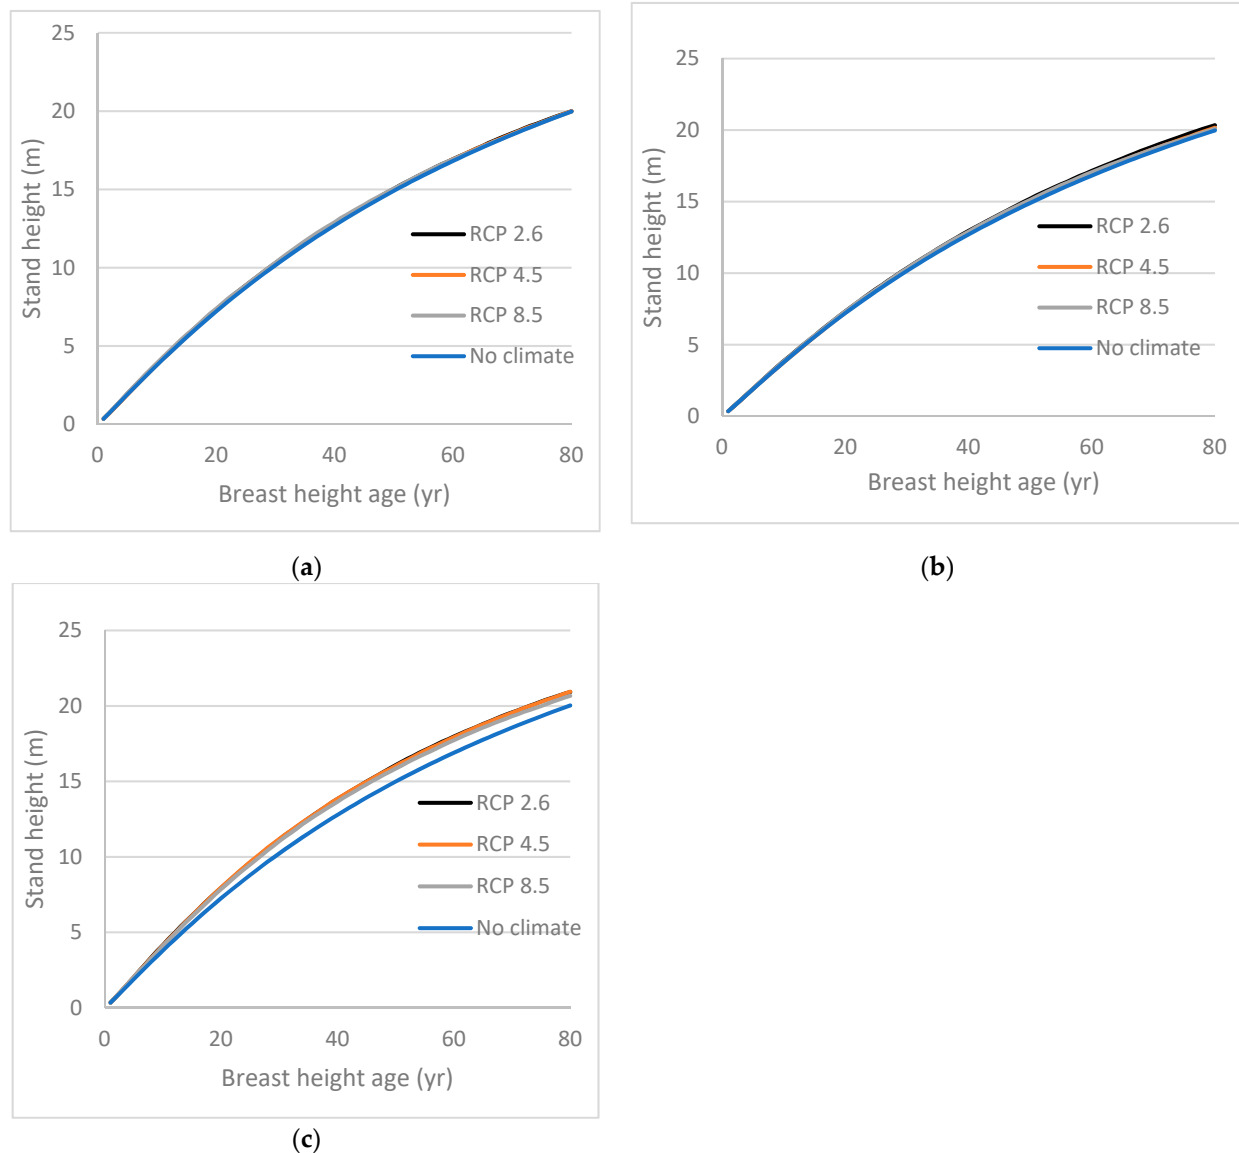 25
20
15
10
5
0
Stand height (m)
RCP 2.6
RCP 4.5
RCP 8.5
No climate
0 20 40 60 80
Breast height age (yr)
(a)
25
20
15
10
5
0
Stand height (m)
RCP 2.6
RCP 4.5
RCP 8.5
No climate
0 20 40 60 80
Breast height age (yr)
(b)
25
20
15
10
5
0
Stand height (m)
RCP 2.6
RCP 4.5
RCP 8.5
No climate
0 20 40 60 80
Breast height age (yr)
(c)